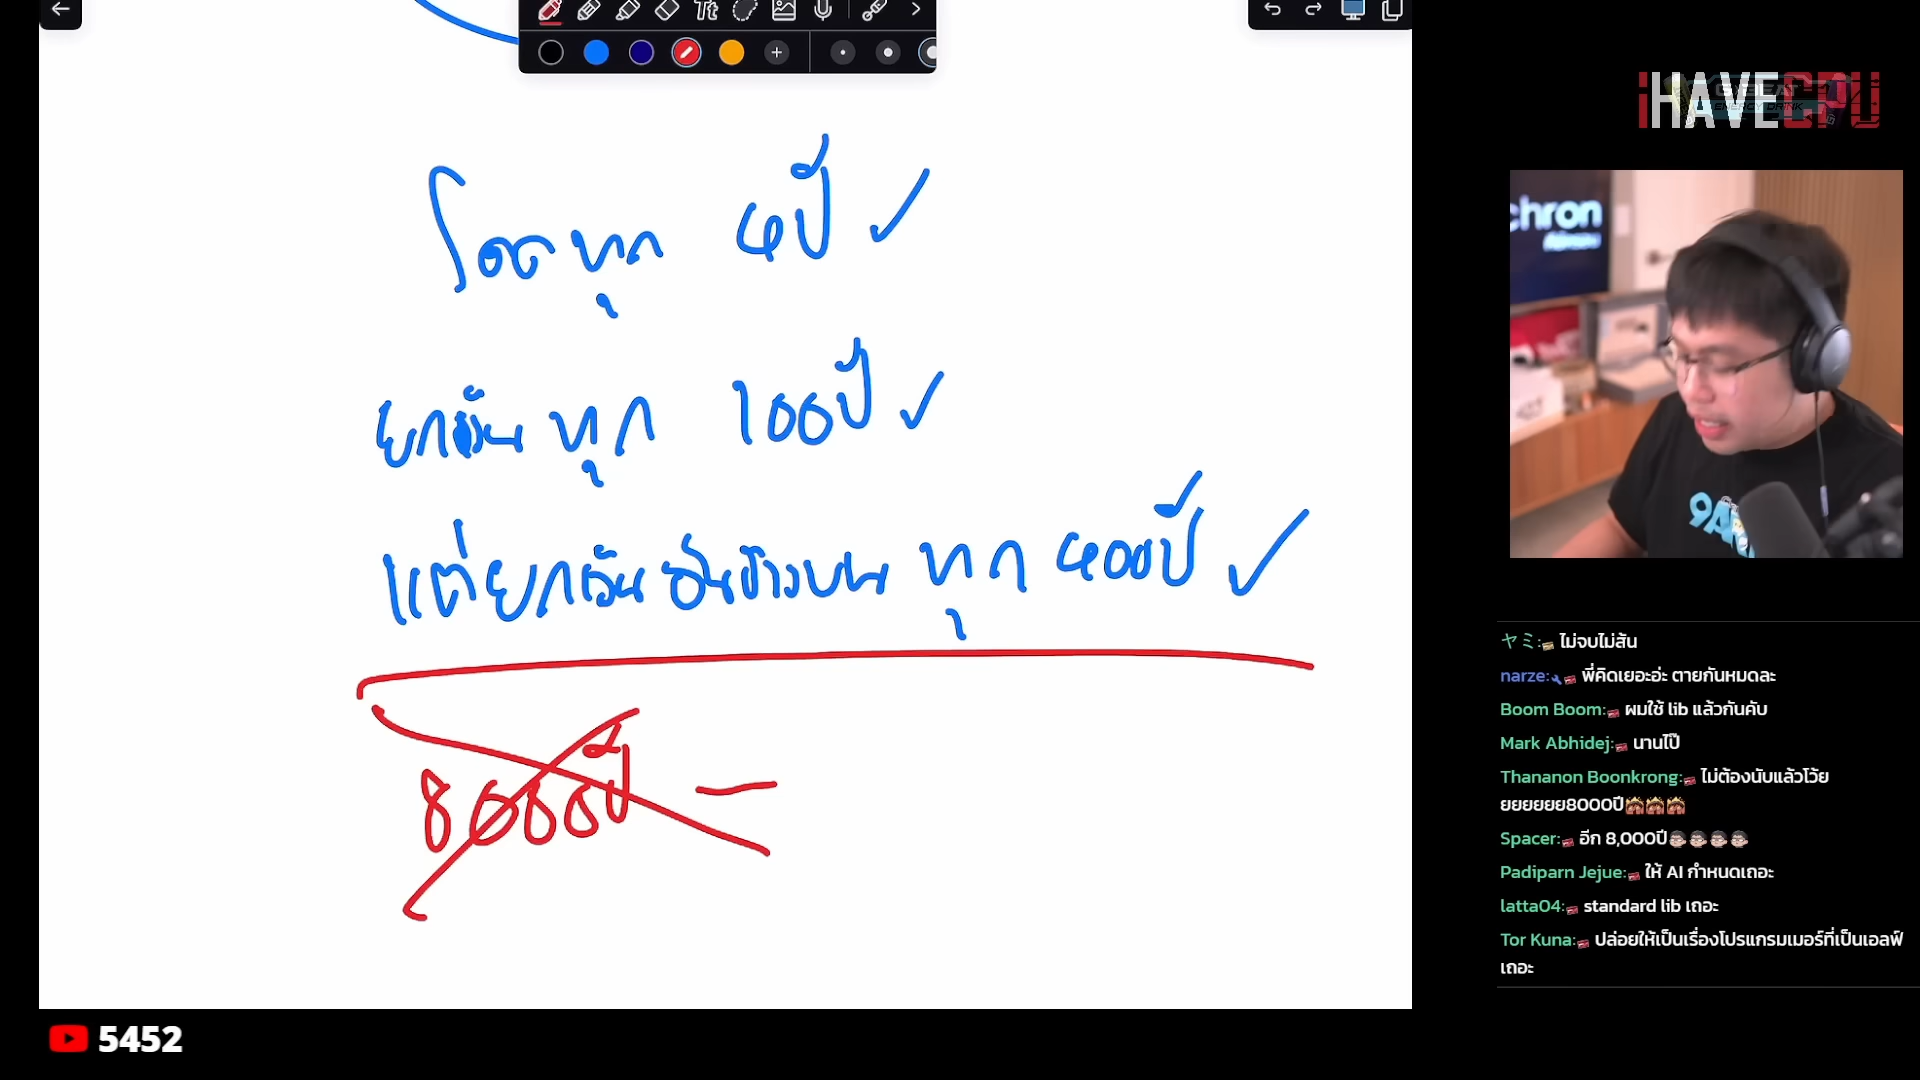 Tt
iHAVECPU
chron
โดดทุก 4ปี ✓
ยกเว้น ทุก 100ปี ✓
แต่ยกเว้น อันข้างบน ทุก 400ปี ✓
8000ปี —
ヤミ: ไม่จบไม่สิ้น
narze: พี่คิดเยอะอ่ะ ตายกันหมดละ
Boom Boom: ผมใช้ lib แล้วกันคับ
Mark Abhidej: นานไป๊
Thananon Boonkrong: ไม่ต้องนับแล้วโว้ย
ยยยยยย8000ปี
Spacer: อีก 8,000ปี
Padiparn Jejue: ให้ AI กำหนดเถอะ
latta04: standard lib เถอะ
Tor Kuna: ปล่อยให้เป็นเรื่องโปรแกรมเมอร์ที่เป็นเอลฟ์
เถอะ
5452